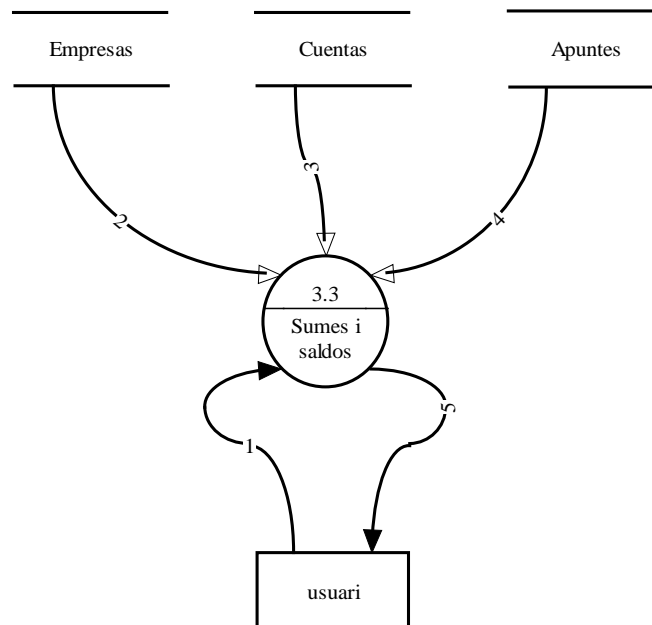 Empresas
Cuentas
Apuntes
2
3
4
3.3
Sumes i
saldos
1
5
usuari